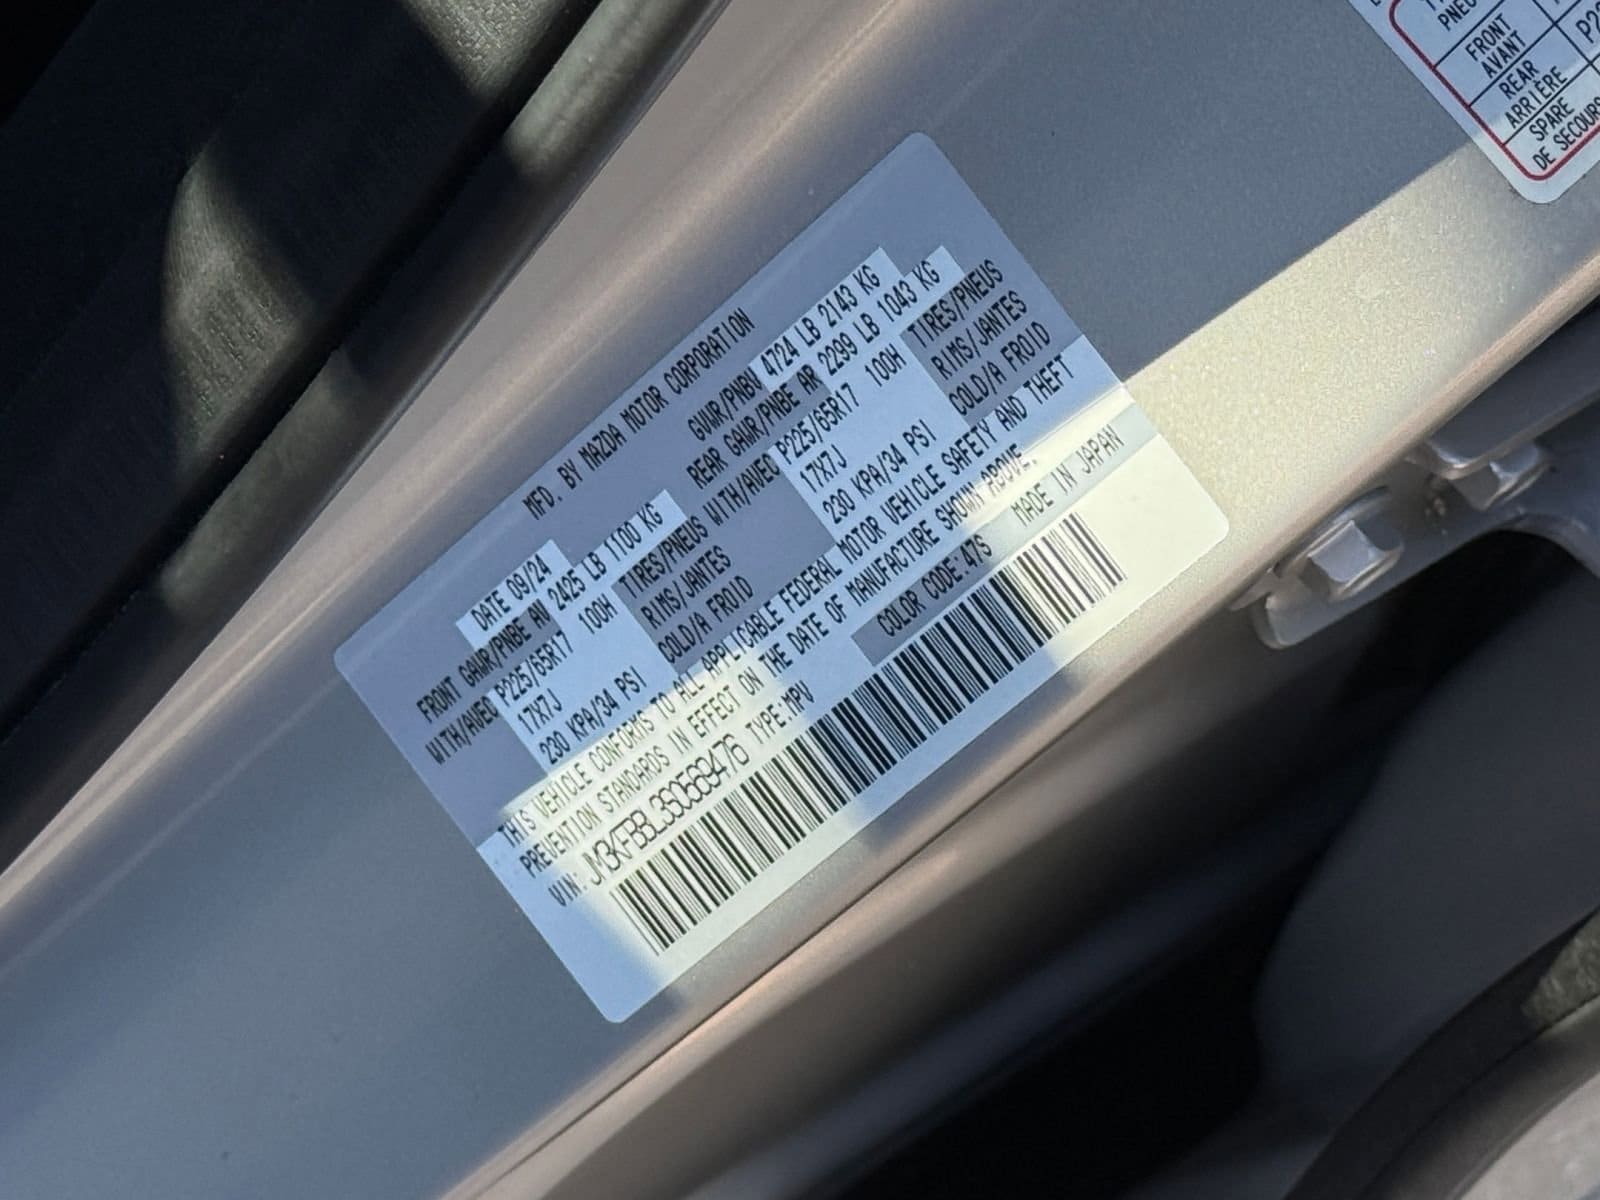 MFD. BY MAZDA MOTOR CORPORATION
DATE 09/24 GVWR/PNBV 4724 LB 2143 KG
FRONT GAWR/PNBE AV 2425 LB 1100 KG REAR GAWR/PNBE AR 2299 LB 1043 KG
WITH/AVEC P225/65R17 100H TIRES/PNEUS WITH/AVEC P225/65R17 100H TIRES/PNEUS
17X7J RIMS/JANTES 17X7J RIMS/JANTES
230 KPA/34 PSI COLD/A FROID 230 KPA/34 PSI COLD/A FROID
THIS VEHICLE CONFORMS TO ALL APPLICABLE FEDERAL MOTOR VEHICLE SAFETY AND THEFT
PREVENTION STANDARDS IN EFFECT ON THE DATE OF MANUFACTURE SHOWN ABOVE.
VIN: JM3KFBBL3S0569476 TYPE:MPV COLOR CODE:47S MADE IN JAPAN
FRONT
AVANT
REAR
ARRIÈRE
SPARE
DE SECOURS